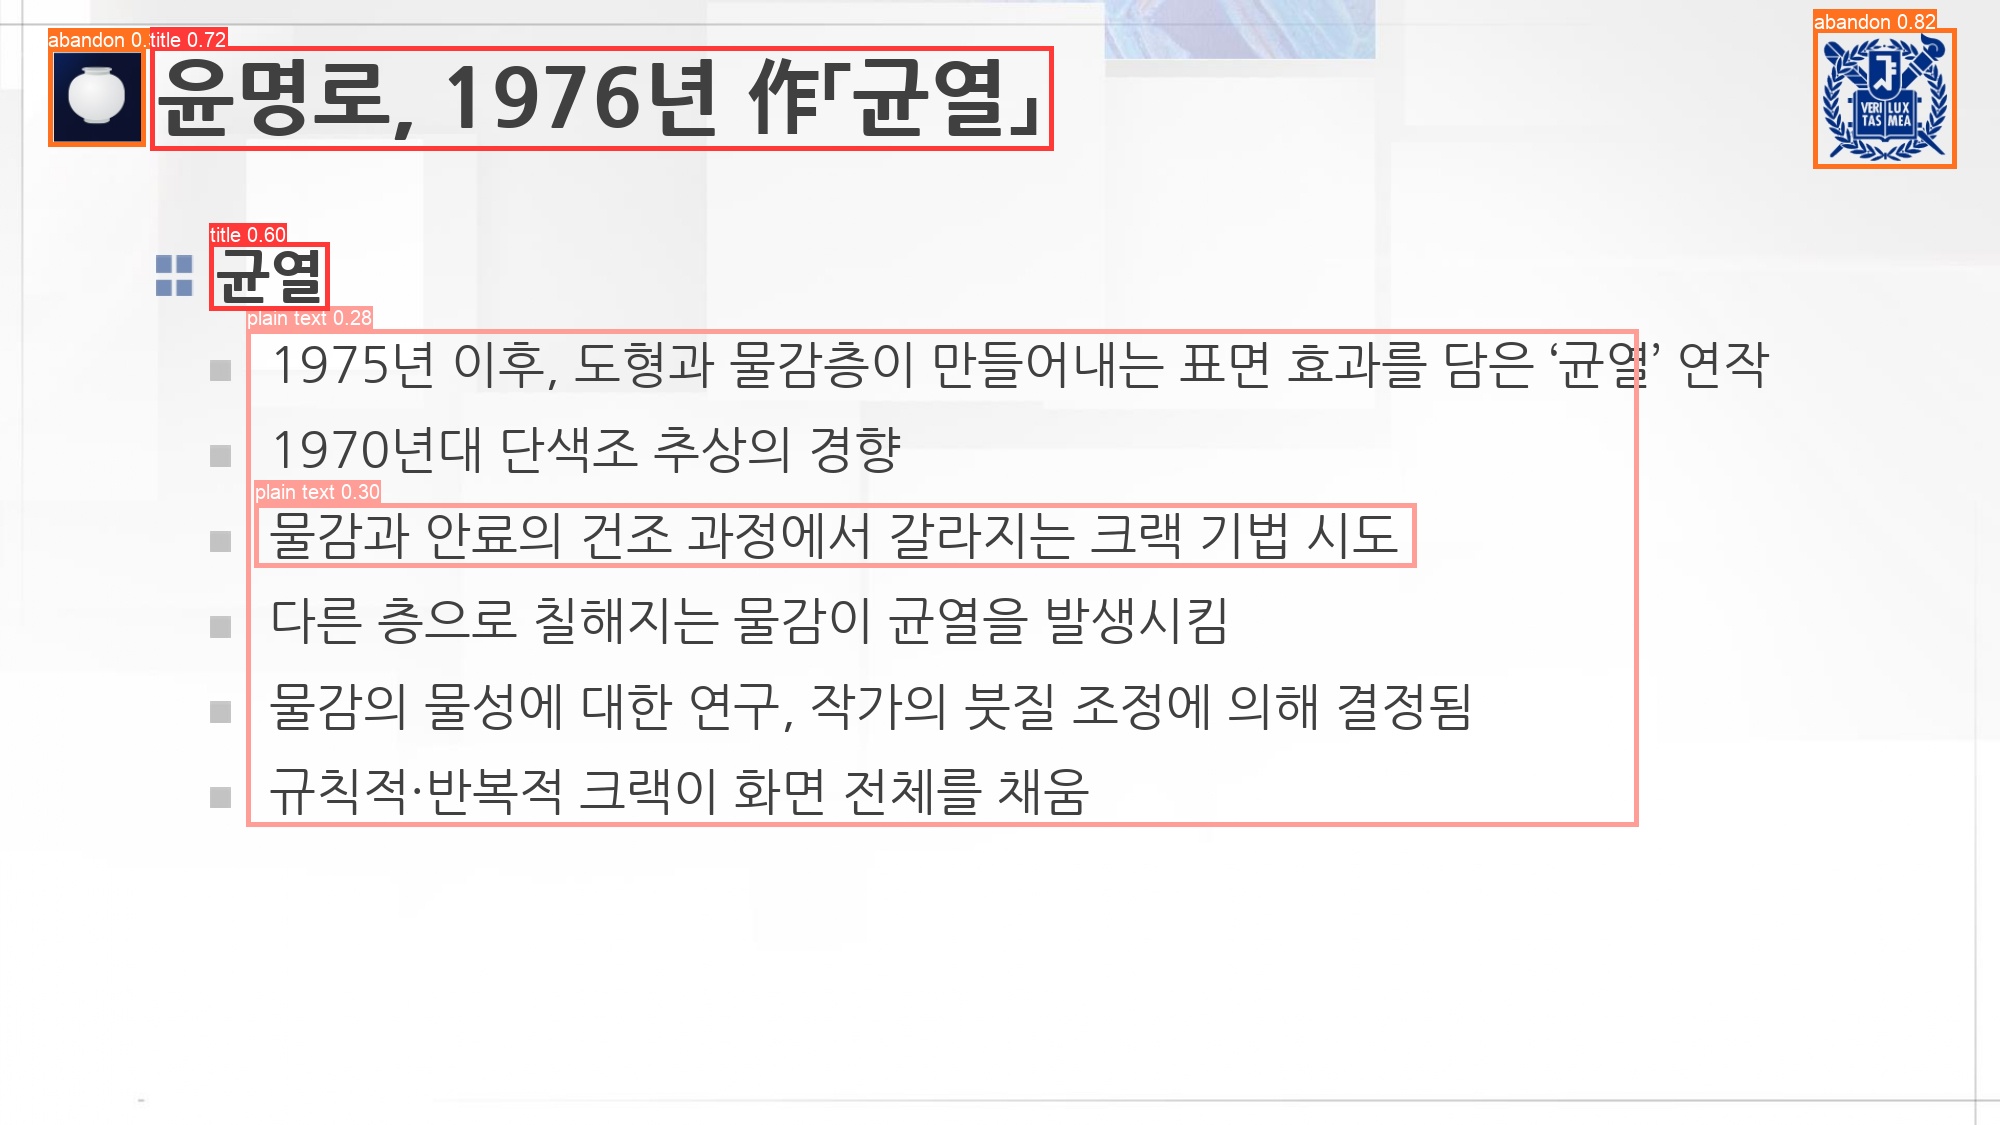 abandon 0.
title 0.72
윤명로, 1976년 作「균열」
abandon 0.82
VERI LUX
TAS MEA
title 0.60
균열
plain text 0.28
1975년 이후, 도형과 물감층이 만들어내는 표면 효과를 담은 ‘균열’ 연작
1970년대 단색조 추상의 경향
plain text 0.30
물감과 안료의 건조 과정에서 갈라지는 크랙 기법 시도
다른 층으로 칠해지는 물감이 균열을 발생시킴
물감의 물성에 대한 연구, 작가의 붓질 조정에 의해 결정됨
규칙적·반복적 크랙이 화면 전체를 채움